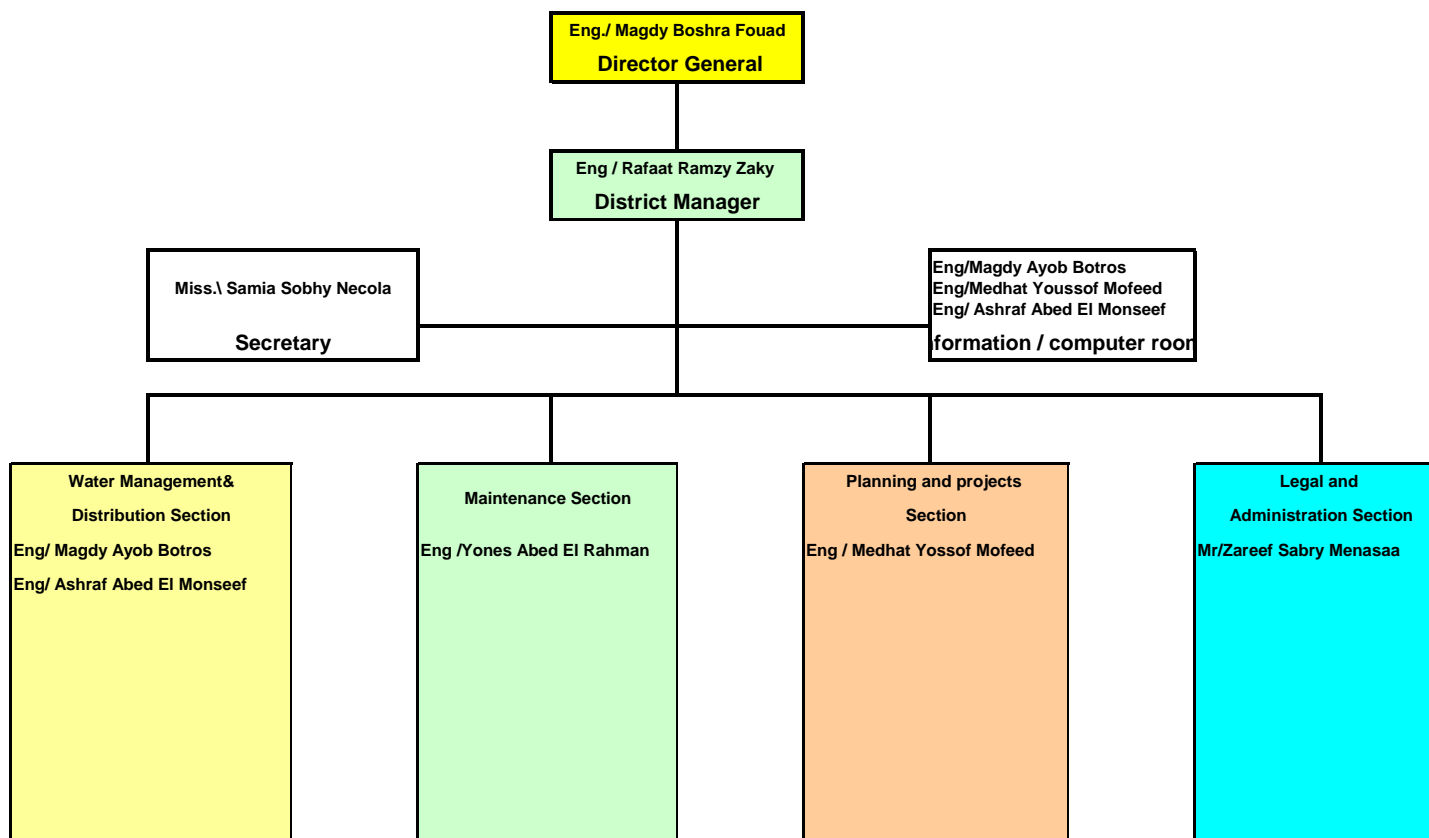 Eng./ Magdy Boshra Fouad
Director General
Eng / Rafaat Ramzy Zaky
District Manager
Miss.\ Samia Sobhy Necola
Secretary
Eng/Magdy Ayob Botros
Eng/Medhat Youssof Mofeed
Eng/ Ashraf Abed El Monseef
formation / computer roor
Water Management&
Distribution Section
Eng/ Magdy Ayob Botros
Eng/ Ashraf Abed El Monseef
Maintenance Section
Eng /Yones Abed El Rahman
Planning and projects
Section
Eng / Medhat Yossof Mofeed
Legal and
Administration Section
Mr/Zareef Sabry Menasaa